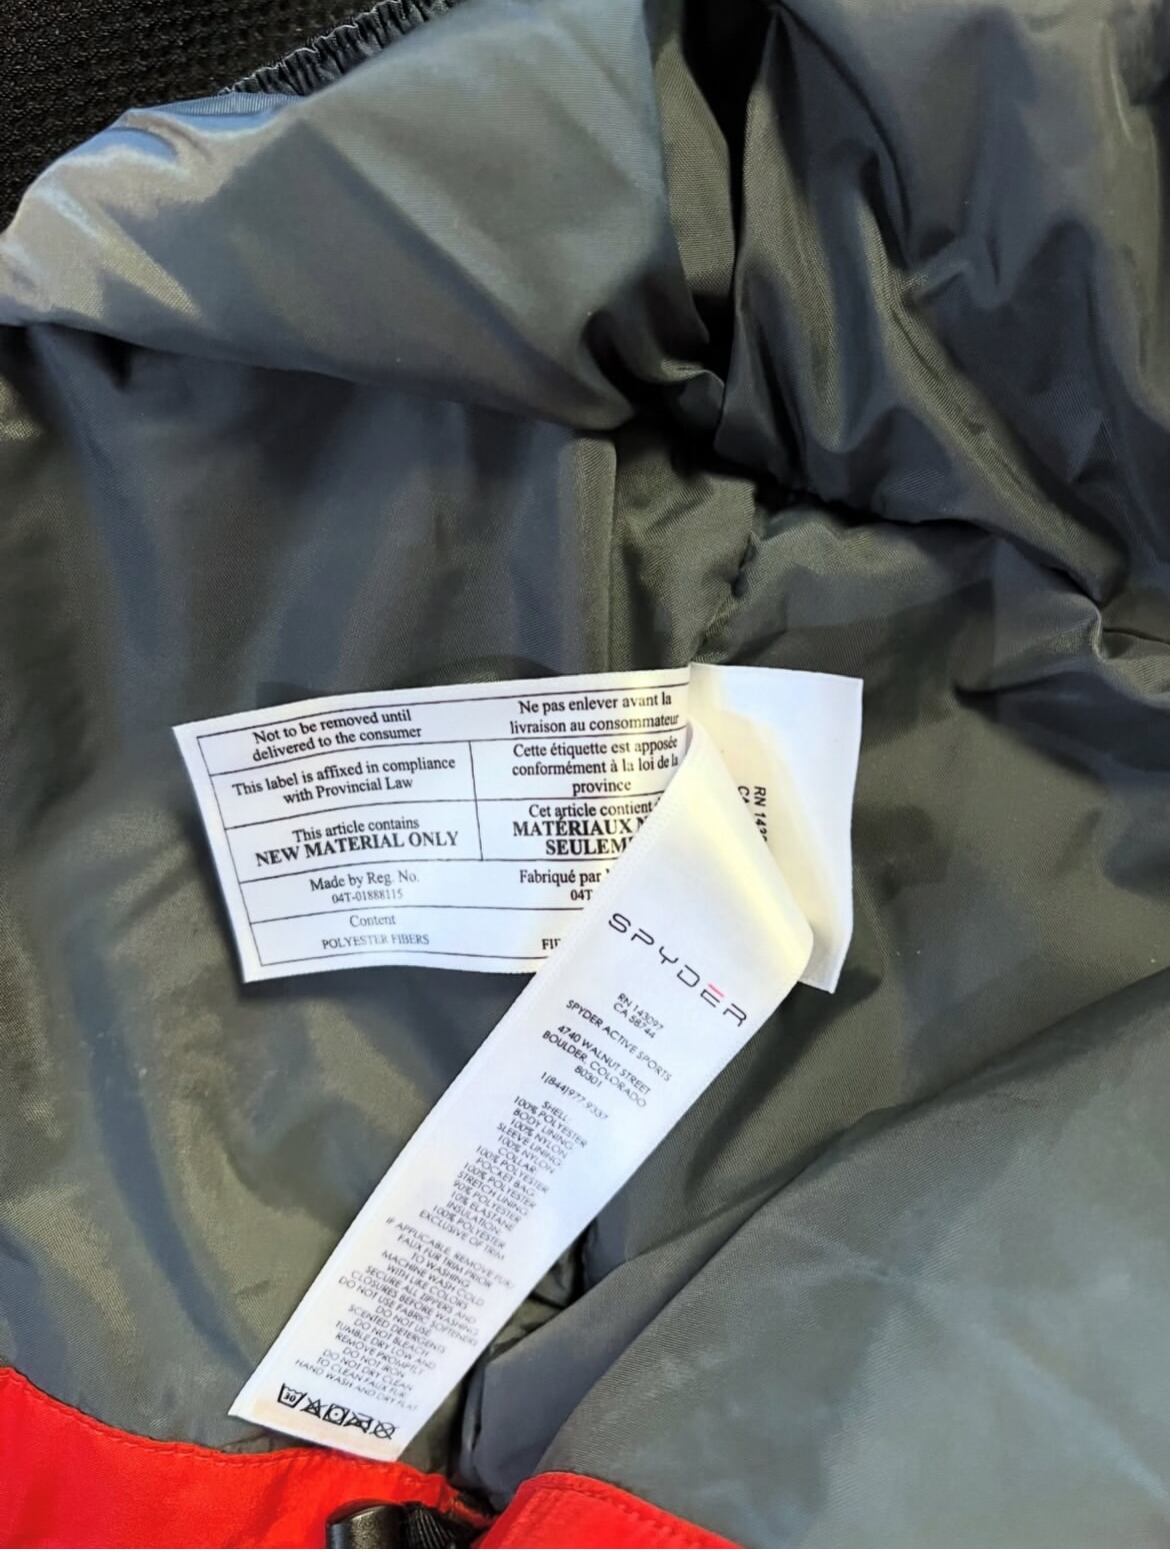 Not to be removed until
delivered to the consumer
Ne pas enlever avant la
livraison au consommateur
This label is affixed in compliance
with Provincial Law
Cette étiquette est apposée
conformément à la loi de la
province
This article contains
NEW MATERIAL ONLY
Cet article contient
MATÉRIAUX N
SEULEM
Made by Reg. No.
04T-01888115
Fabriqué par
04T
Content
POLYESTER FIBERS
FIE
RN 143
CA
SPYDER
RN 143097
CA 58744
SPYDER ACTIVE SPORTS
4740 WALNUT STREET
BOULDER, COLORADO
80301
1(844)977-9337
SHELL:
100% POLYESTER
BODY LINING:
100% NYLON
SLEEVE LINING:
100% NYLON
COLLAR:
100% POLYESTER
POCKET BAG:
100% POLYESTER
STRETCH LINING:
90% POLYESTER
10% ELASTANE
INSULATION:
100% POLYESTER
EXCLUSIVE OF TRIM
IF APPLICABLE, REMOVE FUR/
FAUX FUR TRIM PRIOR
TO WASHING
MACHINE WASH COLD
WITH LIKE COLORS
SECURE ALL ZIPPERS AND
CLOSURES BEFORE WASHING
DO NOT USE FABRIC SOFTENERS
DO NOT USE
SCENTED DETERGENTS
DO NOT BLEACH
TUMBLE DRY LOW AND
REMOVE PROMPTLY
DO NOT IRON
DO NOT DRY CLEAN
TO CLEAN FAUX FUR:
HAND WASH AND DRY FLAT
30